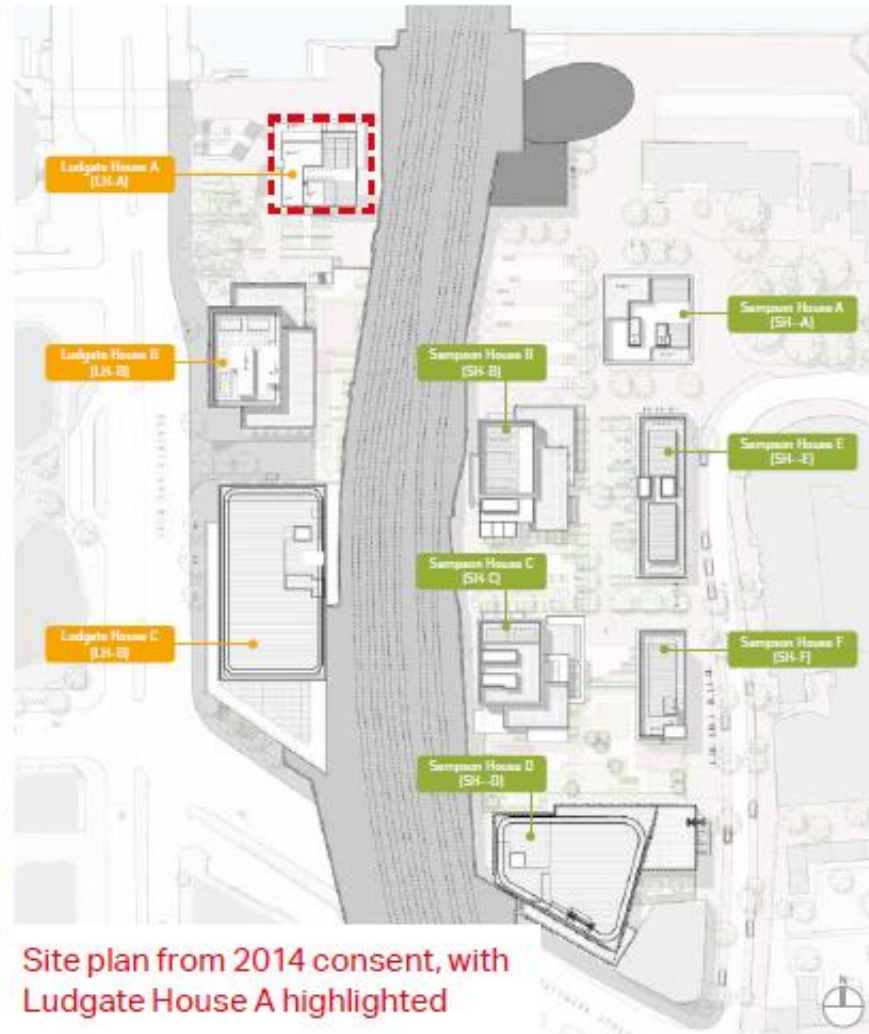 Ludgate House A
(LH-A)
Sampson House A
(SH--A)
Ludgate House B
(LH-B)
Sampson House B
(SH-B)
Sampson House E
(SH--E)
Sampson House C
(SH-C)
Ludgate House C
(LH-B)
Sampson House F
(SH-F)
Sampson House D
(SH--D)
Site plan from 2014 consent, with
Ludgate House A highlighted
N